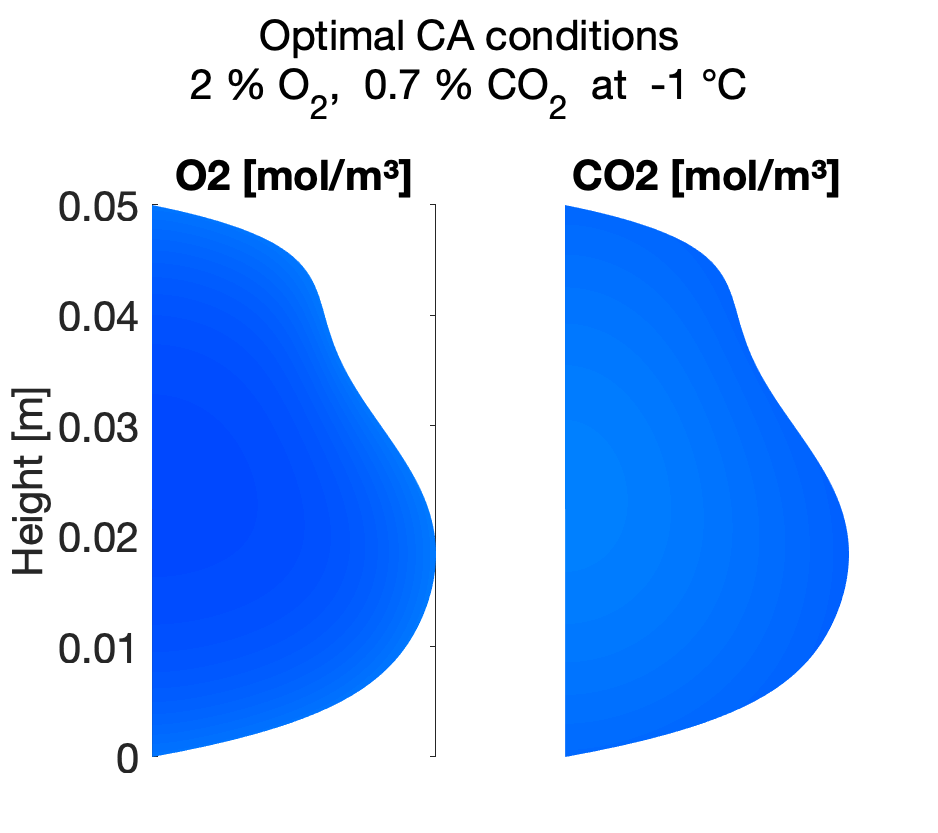 Optimal CA conditions
2 % O₂, 0.7 % CO₂ at -1 °C
O2 [mol/m³] CO2 [mol/m³]
0.05
0.04
0.03
0.02
0.01
0
Height [m]